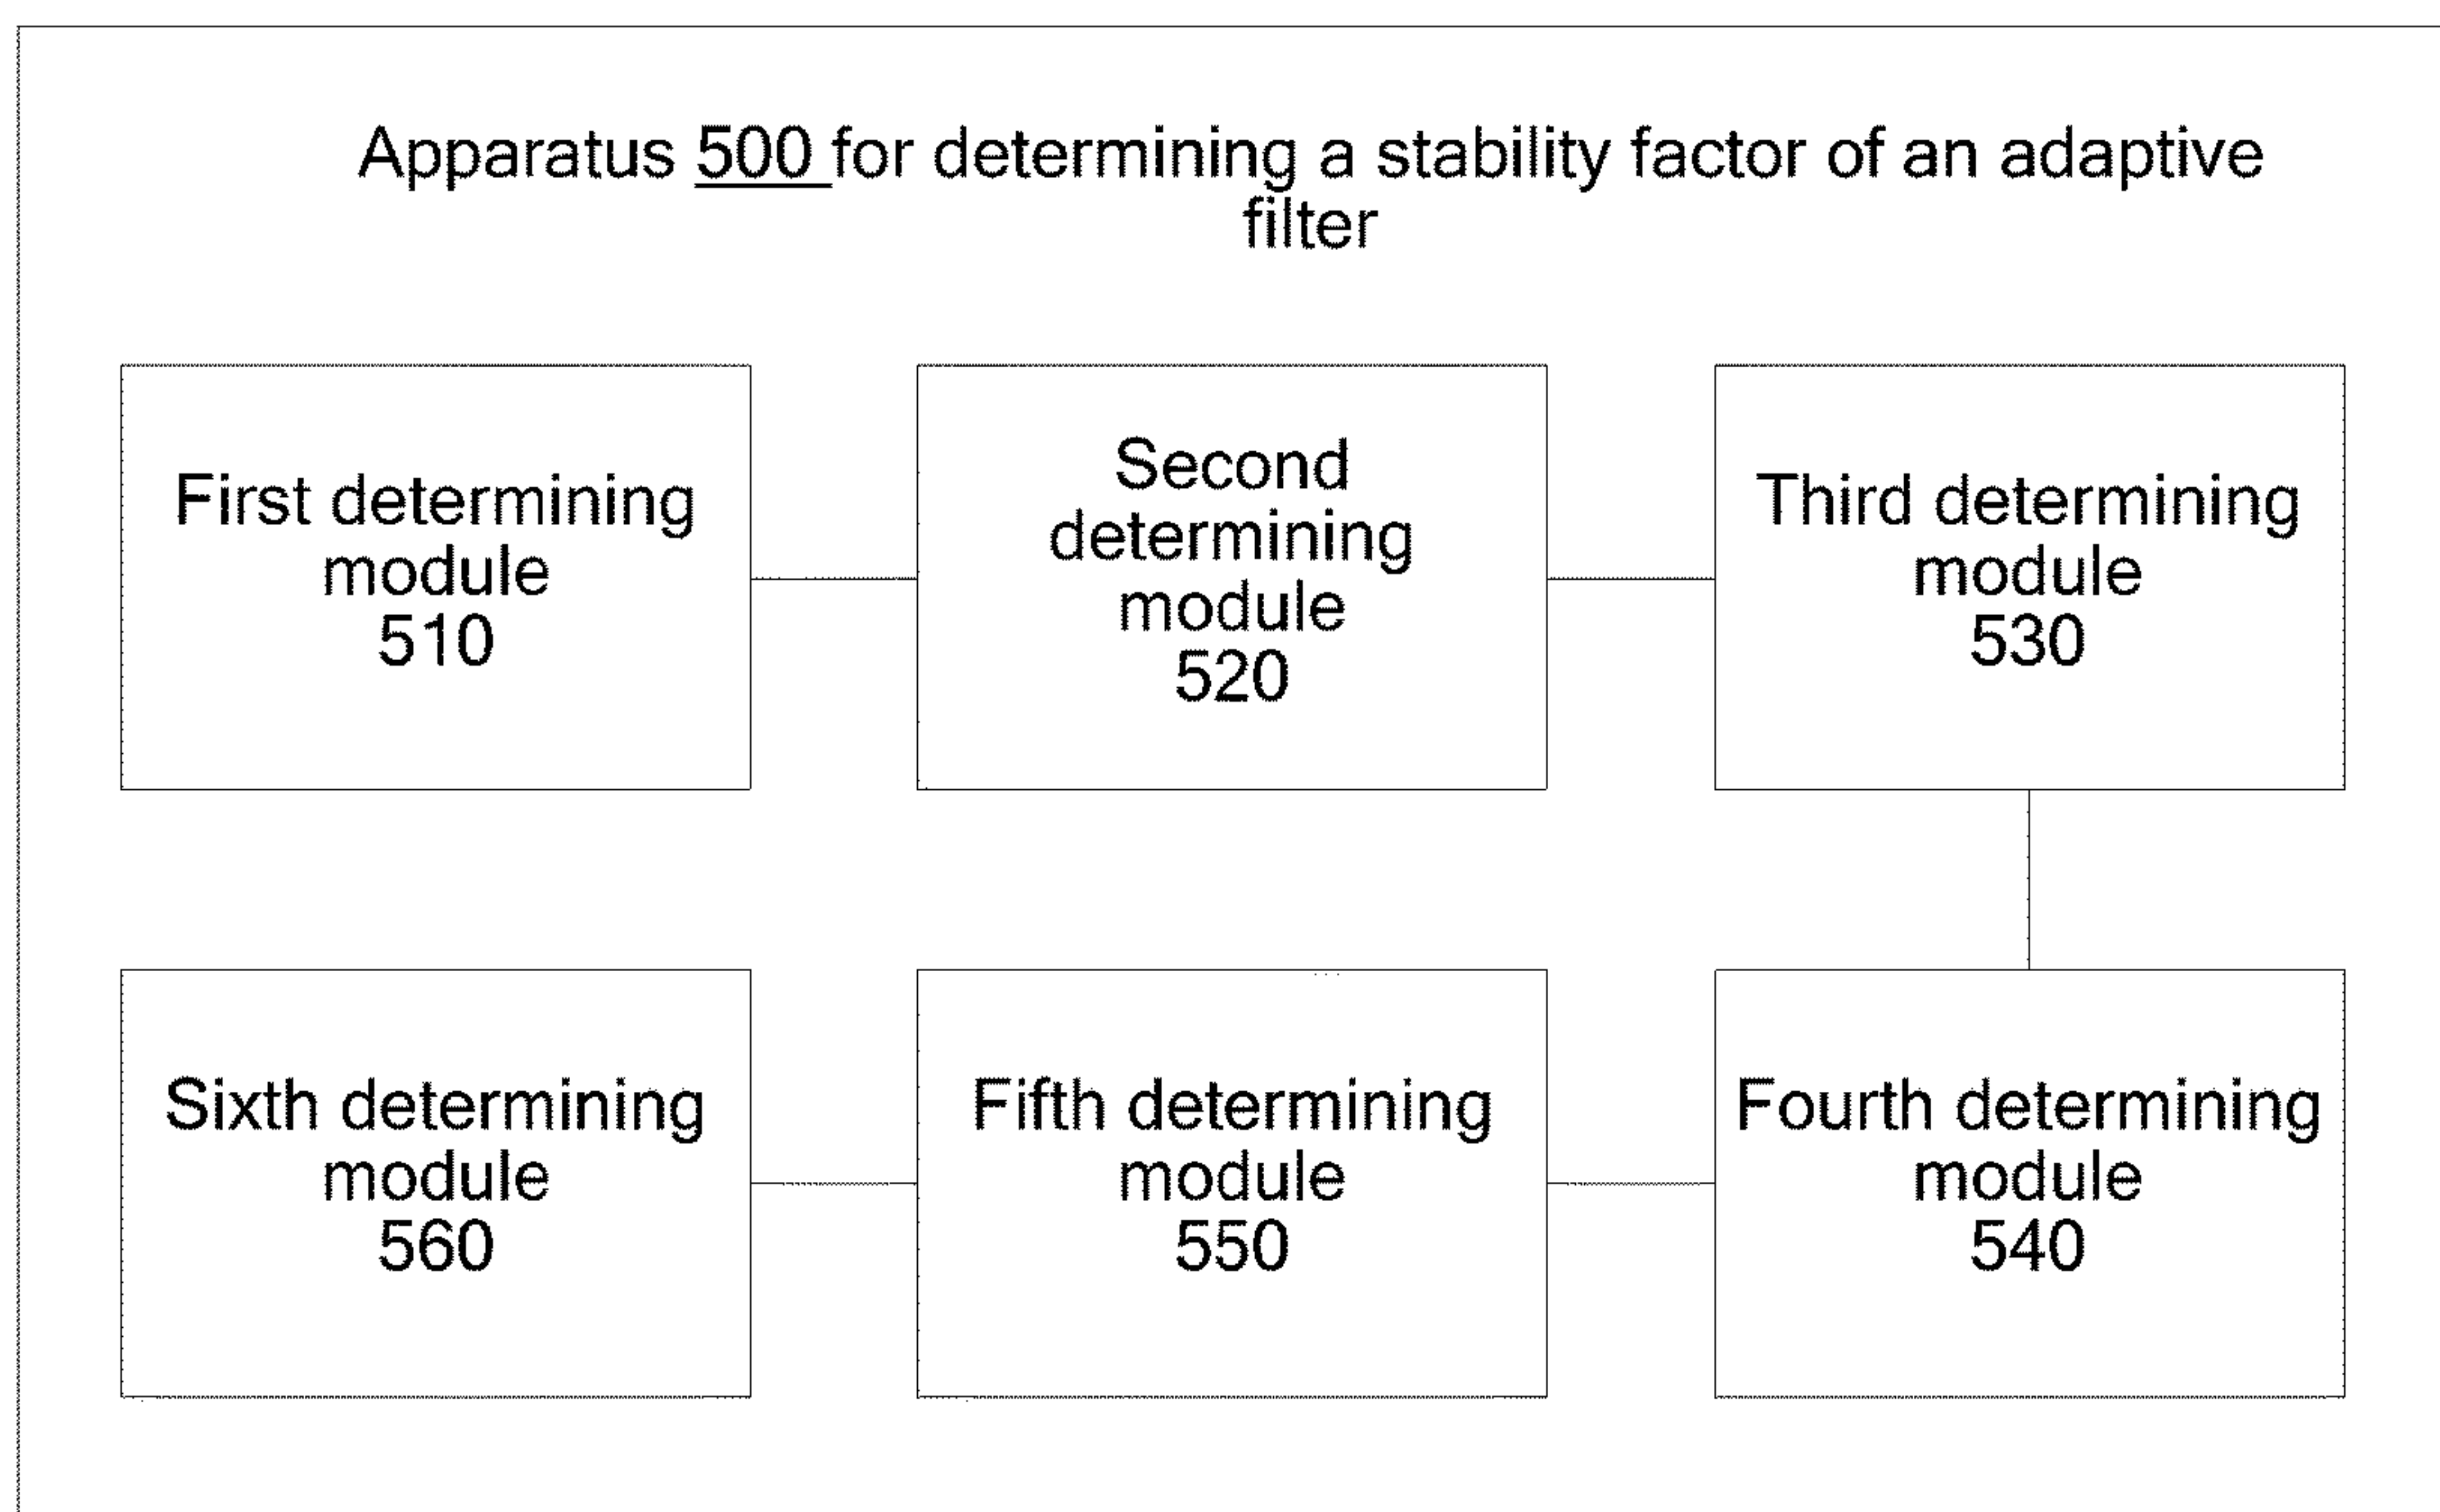 Apparatus 500 for determining a stability factor of an adaptive
filter
First determining
module
510
Second
determining
module
520
Third determining
module
530
Sixth determining
module
560
Fifth determining
module
550
Fourth determining
module
540